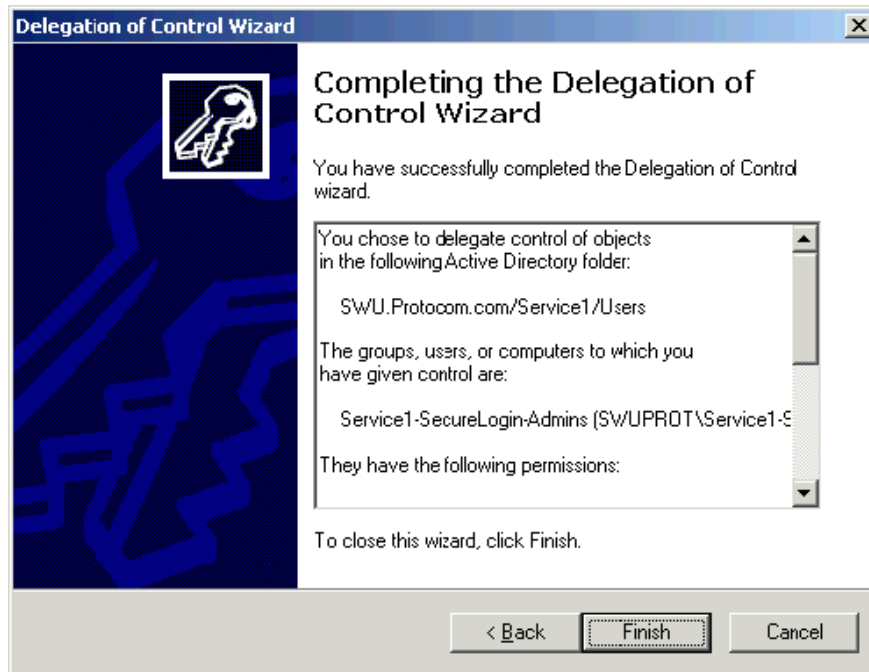 Delegation of Control Wizard
Completing the Delegation of
Control Wizard
You have successfully completed the Delegation of Control
wizard.
You chose to delegate control of objects
in the following Active Directory folder:
SWU.Protocom.com/Service1/Users
The groups, users, or computers to which you
have given control are:
Service1-SecureLogin-Admins (SWUPROT\Service1-S
They have the following permissions:
To close this wizard, click Finish.
< Back
Finish
Cancel